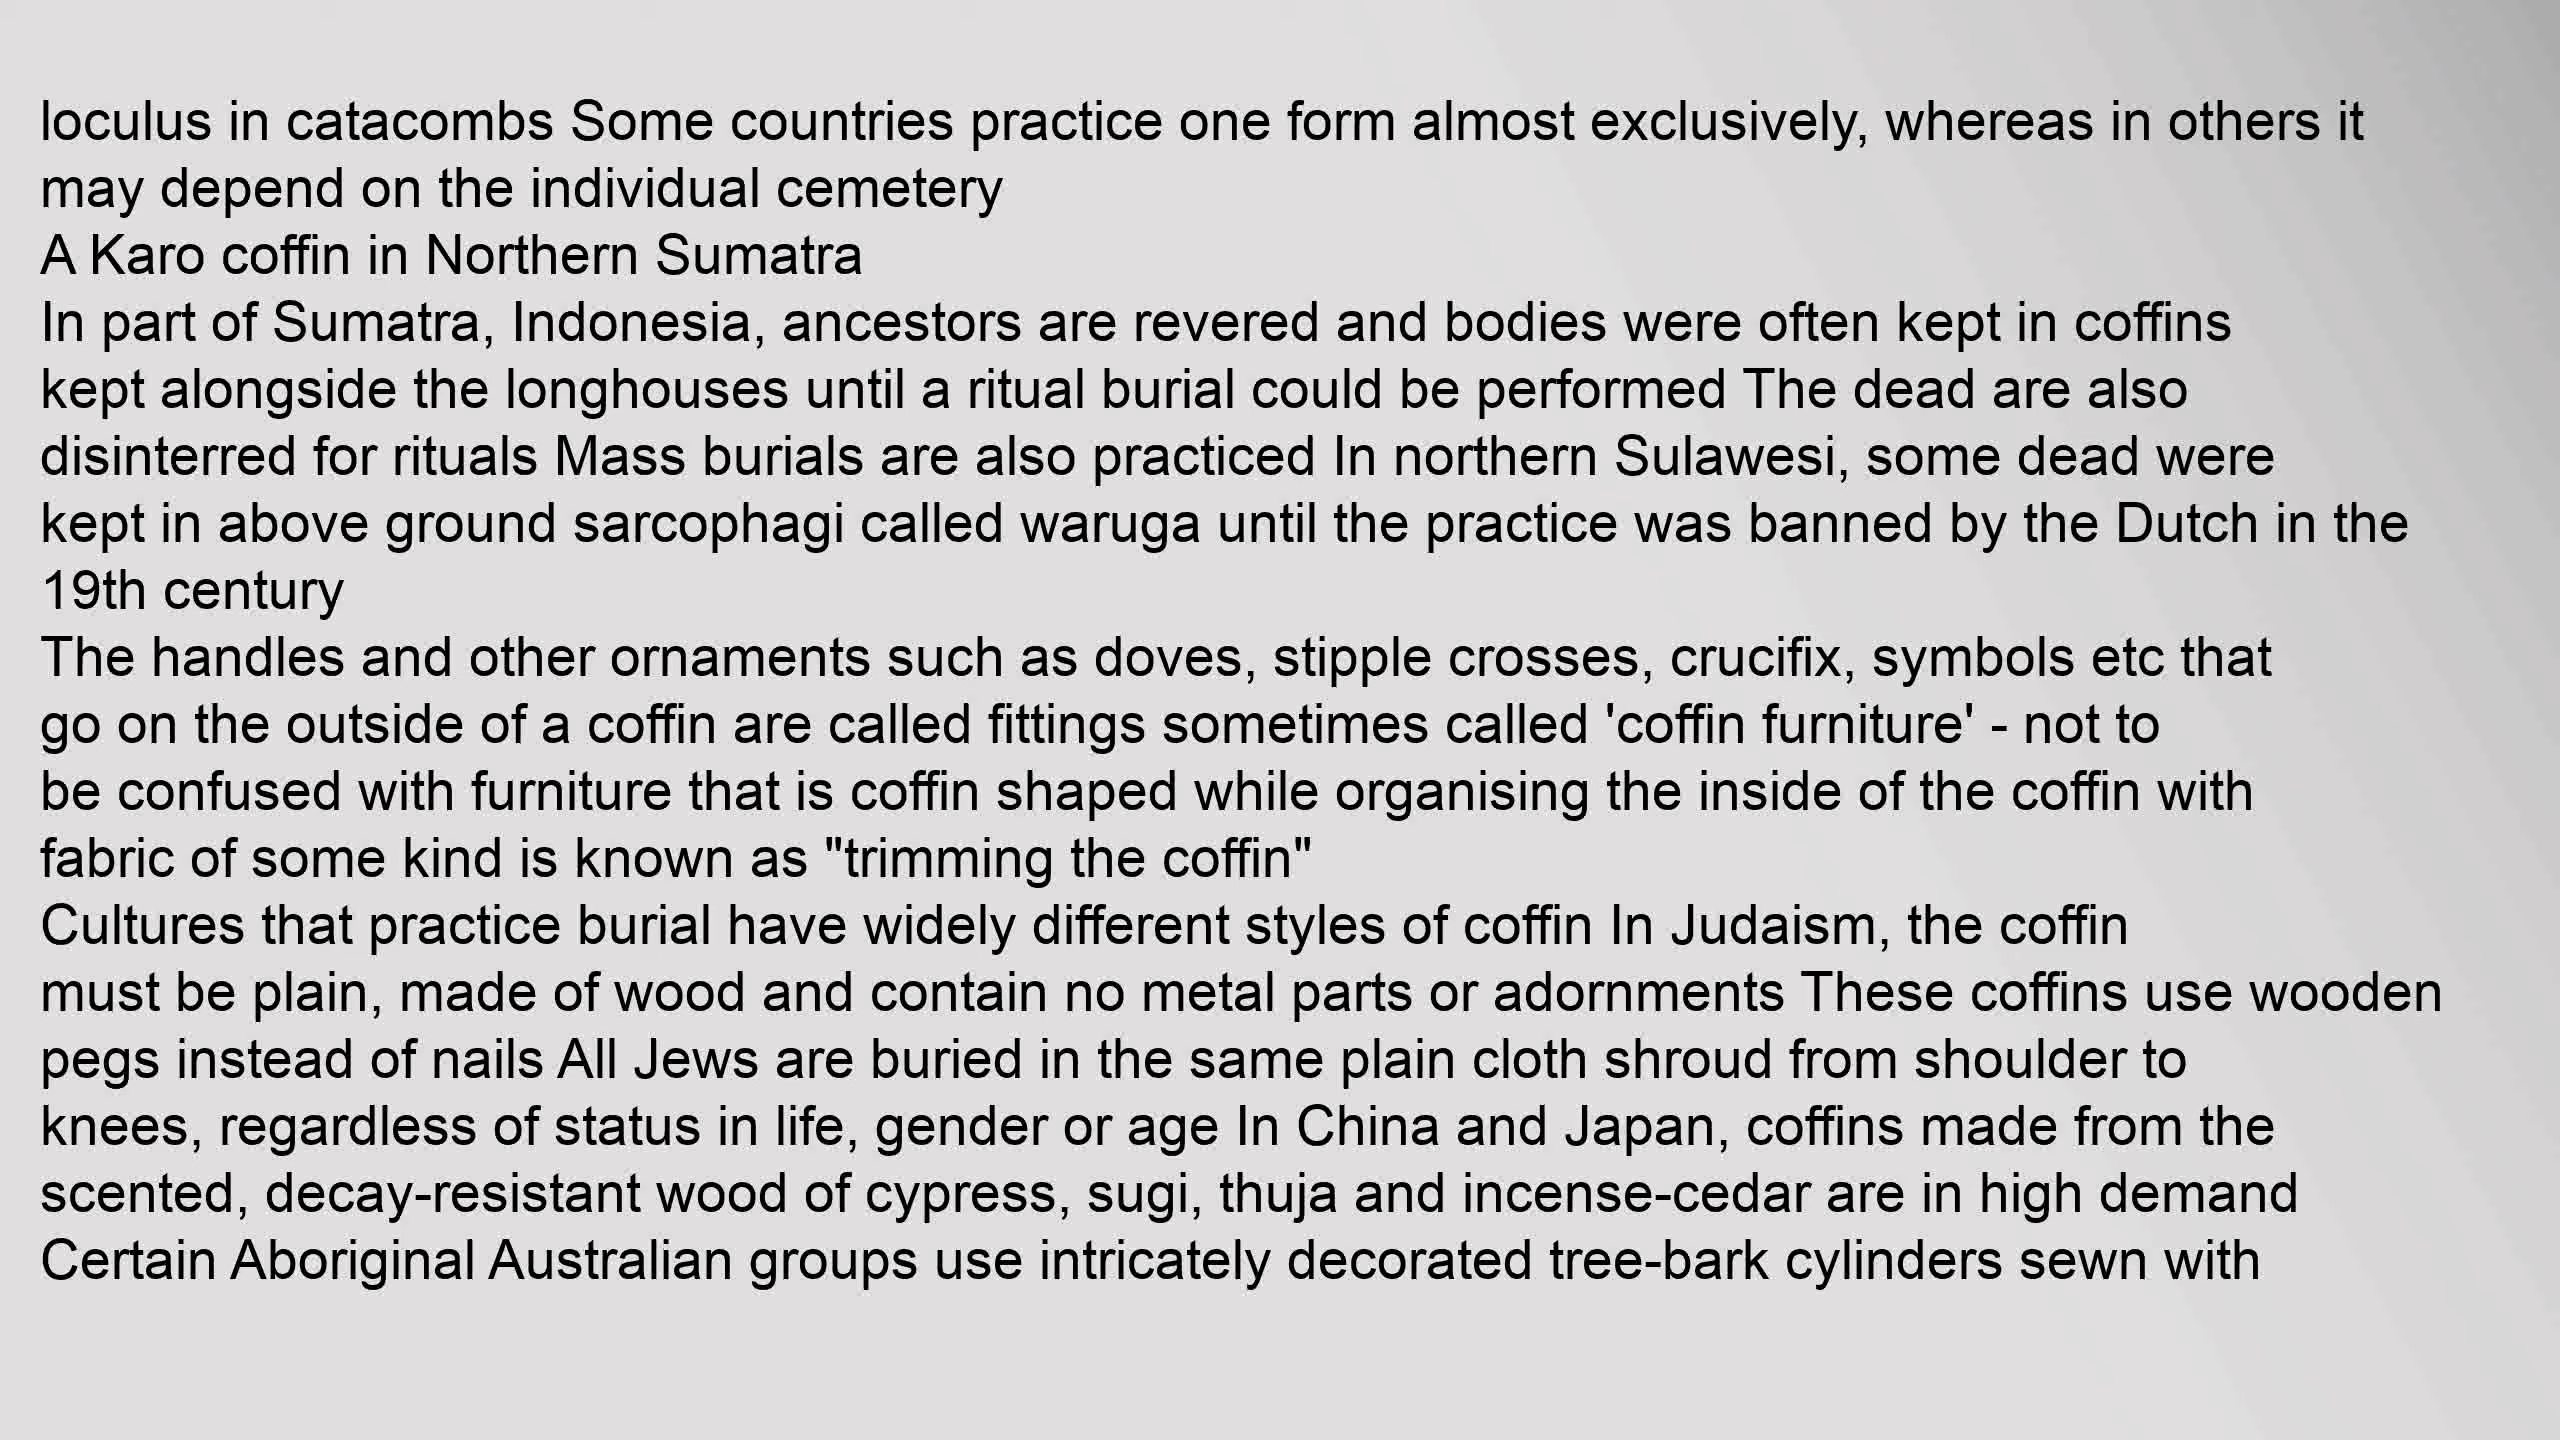 loculus in catacombs Some countries practice one form almost exclusively, whereas in others it
may depend on the individual cemetery
A Karo coffin in Northern Sumatra
In part of Sumatra, Indonesia, ancestors are revered and bodies were often kept in coffins
kept alongside the longhouses until a ritual burial could be performed The dead are also
disinterred for rituals Mass burials are also practiced In northern Sulawesi, some dead were
kept in above ground sarcophagi called waruga until the practice was banned by the Dutch in the
19th century
The handles and other ornaments such as doves, stipple crosses, crucifix, symbols etc that
go on the outside of a coffin are called fittings sometimes called 'coffin furniture' - not to
be confused with furniture that is coffin shaped while organising the inside of the coffin with
fabric of some kind is known as "trimming the coffin"
Cultures that practice burial have widely different styles of coffin In Judaism, the coffin
must be plain, made of wood and contain no metal parts or adornments These coffins use wooden
pegs instead of nails All Jews are buried in the same plain cloth shroud from shoulder to
knees, regardless of status in life, gender or age In China and Japan, coffins made from the
scented, decay-resistant wood of cypress, sugi, thuja and incense-cedar are in high demand
Certain Aboriginal Australian groups use intricately decorated tree-bark cylinders sewn with